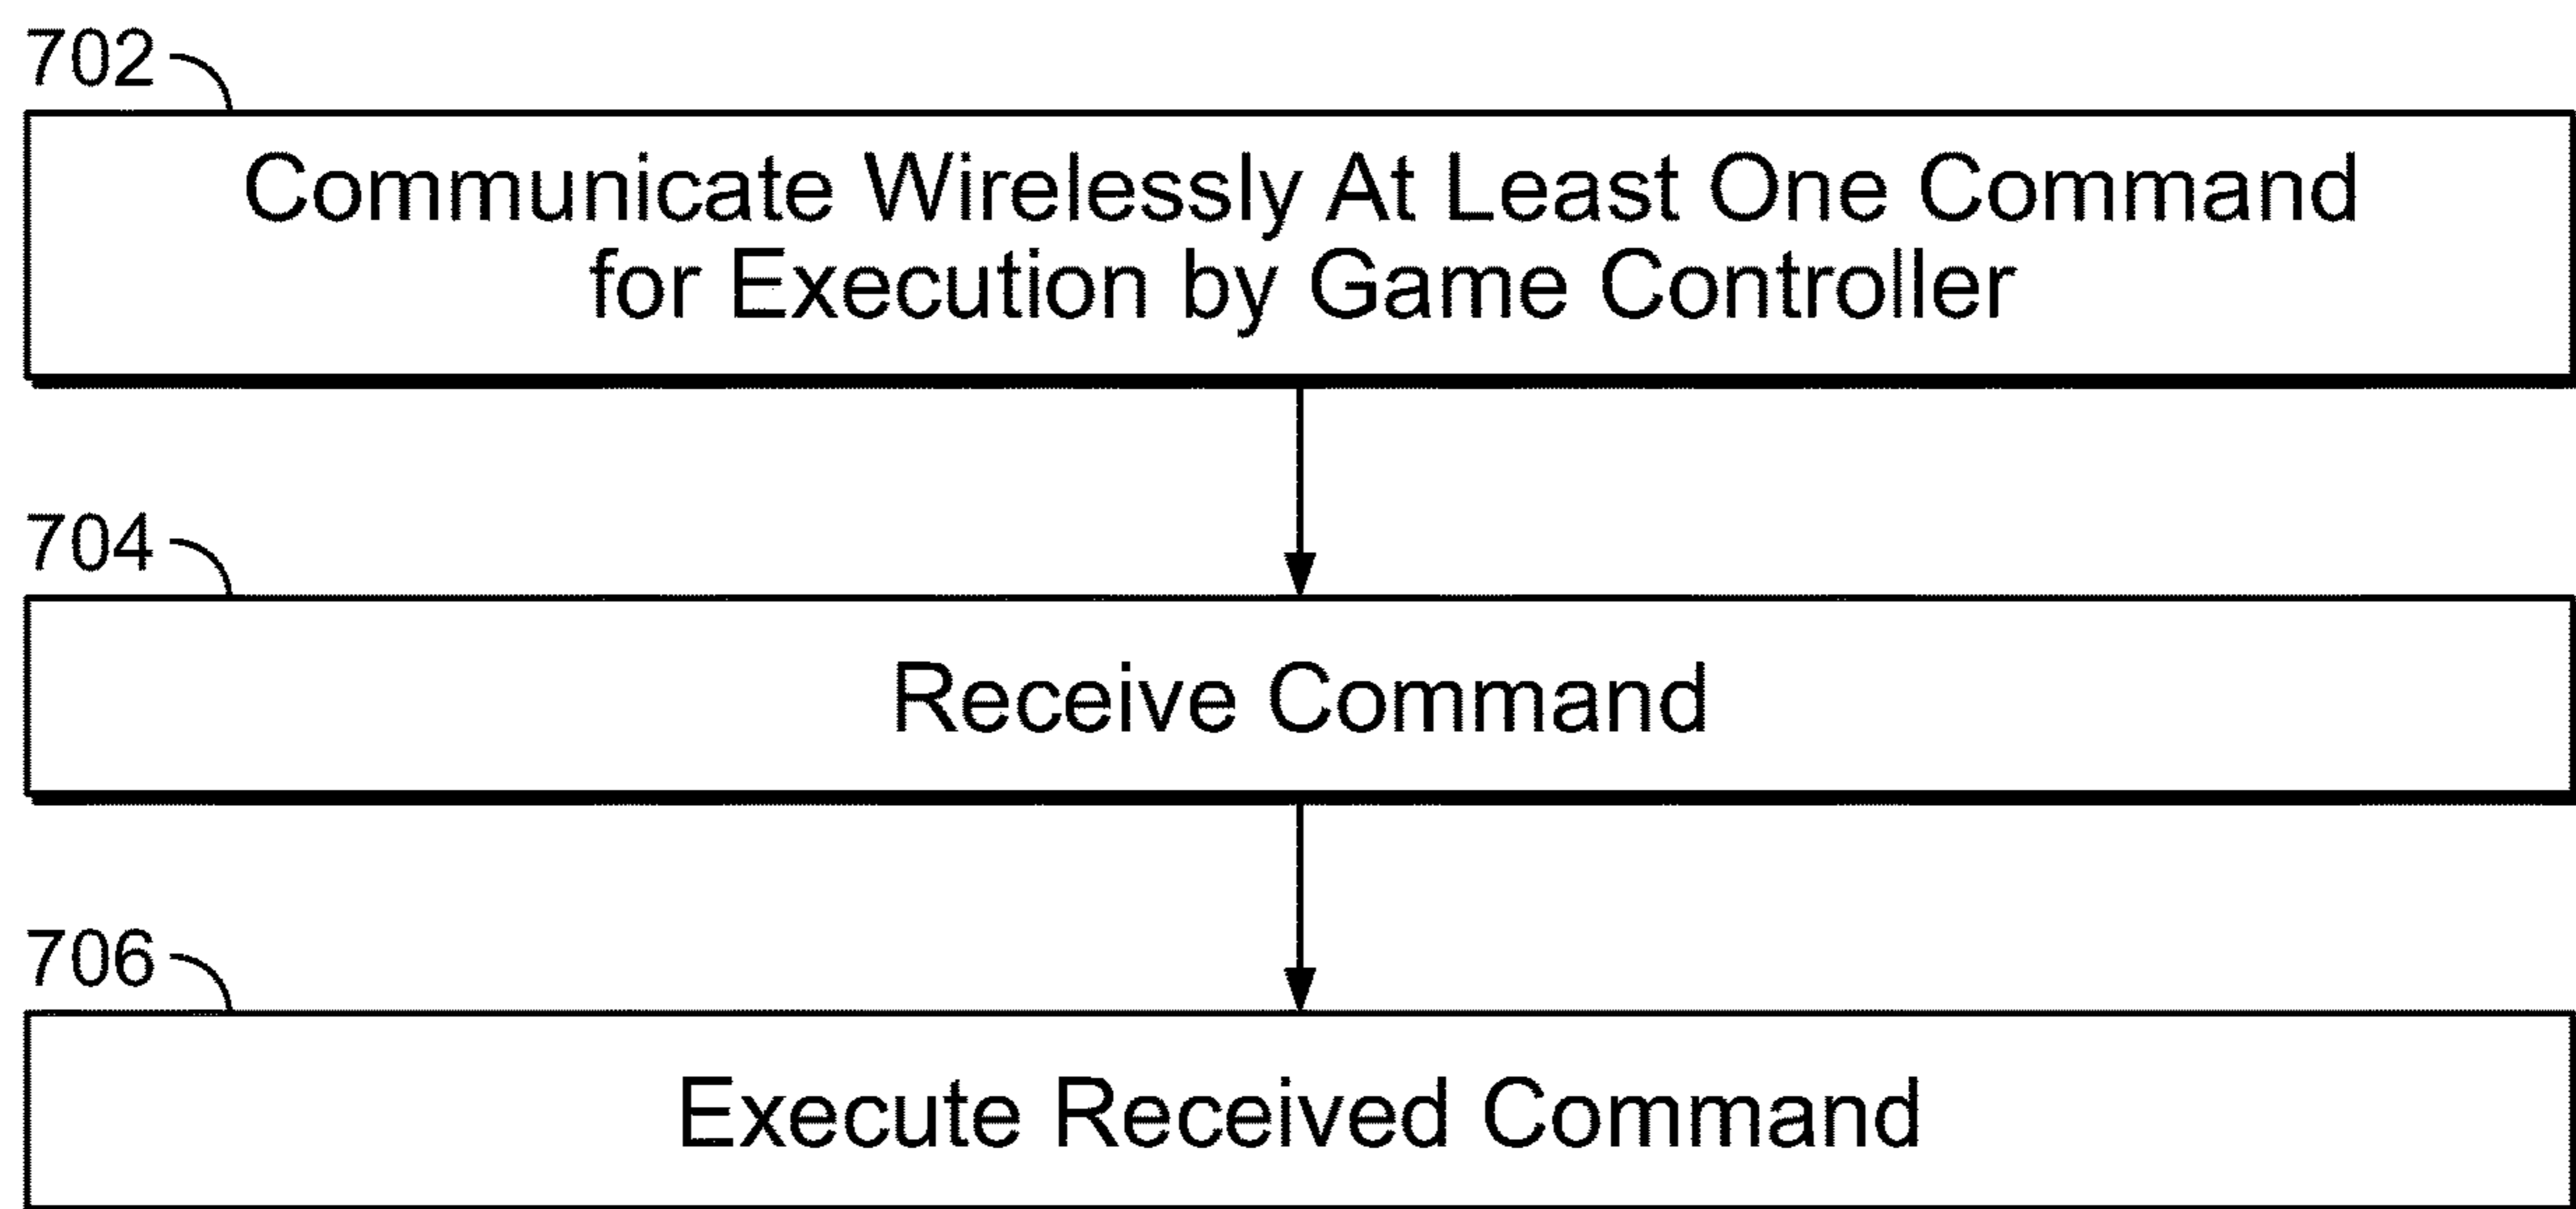 702
Communicate Wirelessly At Least One Command
for Execution by Game Controller
704
Receive Command
706
Execute Received Command